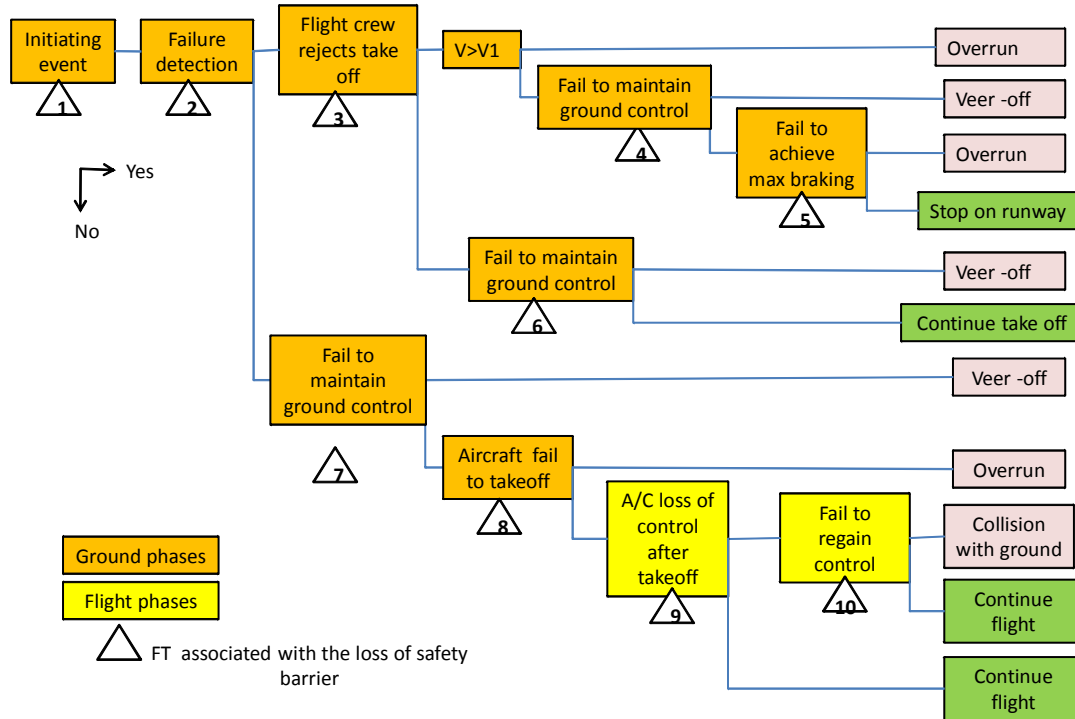 Initiating
event
1
Failure
detection
2
Flight crew
rejects take
off
3
V>V1
Overrun
Fail to maintain
ground control
4
Veer -off
Fail to
achieve
max braking
5
Overrun
Stop on runway
Yes
No
Fail to maintain
ground control
6
Veer -off
Continue take off
Fail to
maintain
ground control
7
Veer -off
Aircraft fail
to takeoff
8
Overrun
A/C loss of
control
after
takeoff
9
Fail to
regain
control
10
Collision
with ground
Continue
flight
Continue
flight
Ground phases
Flight phases
FT associated with the loss of safety
barrier